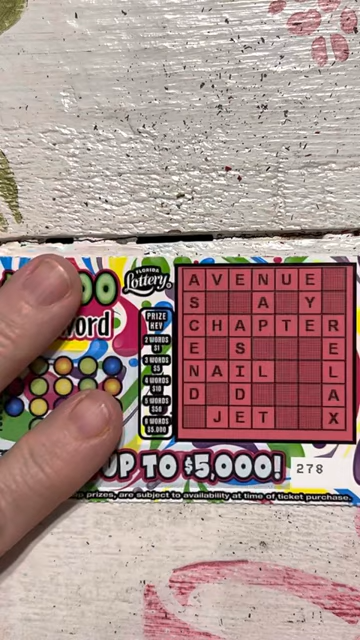 00
word
FLORIDA
Lottery
PRIZE
KEY
2 WORDS
$1
3 WORDS
$5
4 WORDS
$10
5 WORDS
$50
6 WORDS
$5,000
A V E N U E
S A Y
C H A P T E R
E S E
N A I L L
D D A
J E T X
UP TO $5,000!
278
prizes, are subject to availability at time of ticket purchase.